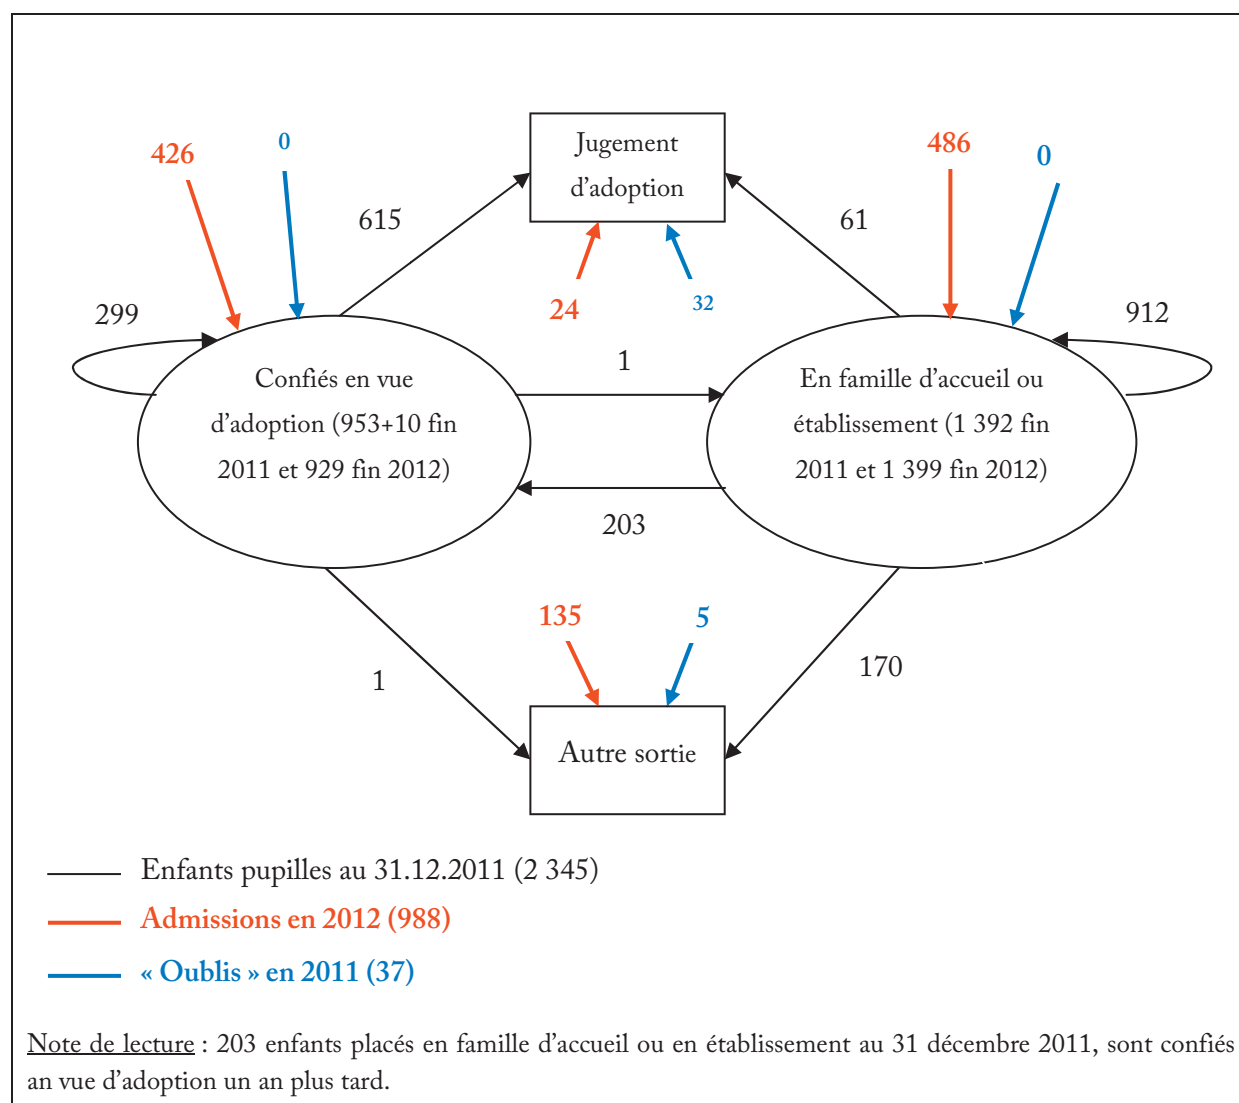 Jugement
d'adoption
426
0
486
0
615
61
24
32
299
912
1
Confiés en vue
d'adoption (953+10 fin
2011 et 929 fin 2012)
En famille d'accueil ou
établissement (1 392 fin
2011 et 1 399 fin 2012)
203
135
5
1
170
Autre sortie
Enfants pupilles au 31.12.2011 (2 345)
Admissions en 2012 (988)
« Oublis » en 2011 (37)
Note de lecture : 203 enfants placés en famille d'accueil ou en établissement au 31 décembre 2011, sont confiés
an vue d'adoption un an plus tard.